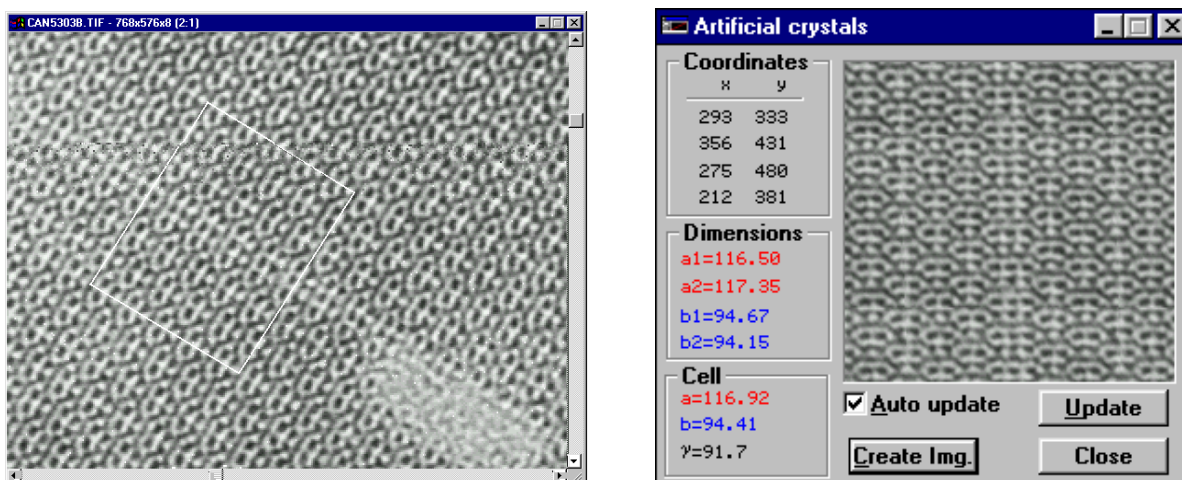 CAN5303B.TIF - 768x576x8 (2:1)
Artificial crystals
Coordinates
x y
293 333
356 431
275 480
212 381
Dimensions
a1=116.50
a2=117.35
b1=94.67
b2=94.15
Cell
a=116.92
b=94.41
γ=91.7
Auto update
Update
Create Img.
Close